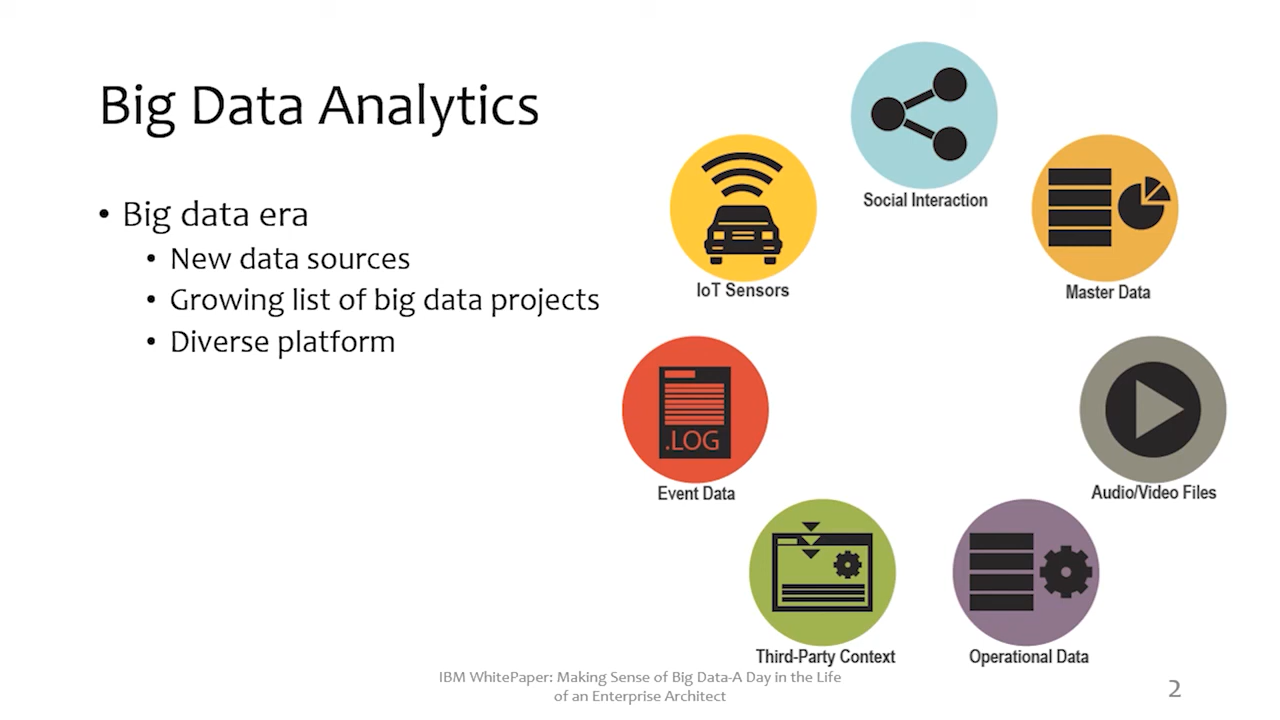 Big Data Analytics
• Big data era
• New data sources
• Growing list of big data projects
• Diverse platform
Social Interaction
IoT Sensors
Master Data
.LOG
Event Data
Audio/Video Files
Third-Party Context
Operational Data
IBM WhitePaper: Making Sense of Big Data-A Day in the Life
of an Enterprise Architect
2